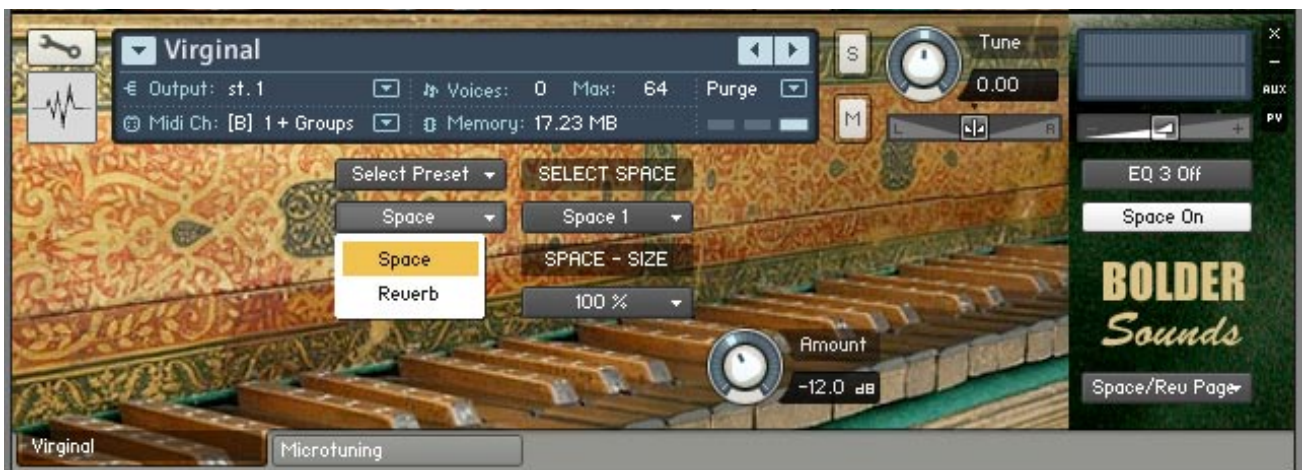 Virginal
Output: st. 1
Voices: 0 Max: 64
Purge
Midi Ch: [B] 1 + Groups
Memory: 17.23 MB
S
M
Tune
0.00
L
R
×
-
AUX
PV
- +
Select Preset
SELECT SPACE
EQ 3 Off
Space
Space 1
Space On
Space
SPACE - SIZE
Reverb
100 %
BOLDER
Sounds
Amount
-12.0 dB
Space/Rev Page
Virginal
Microtuning